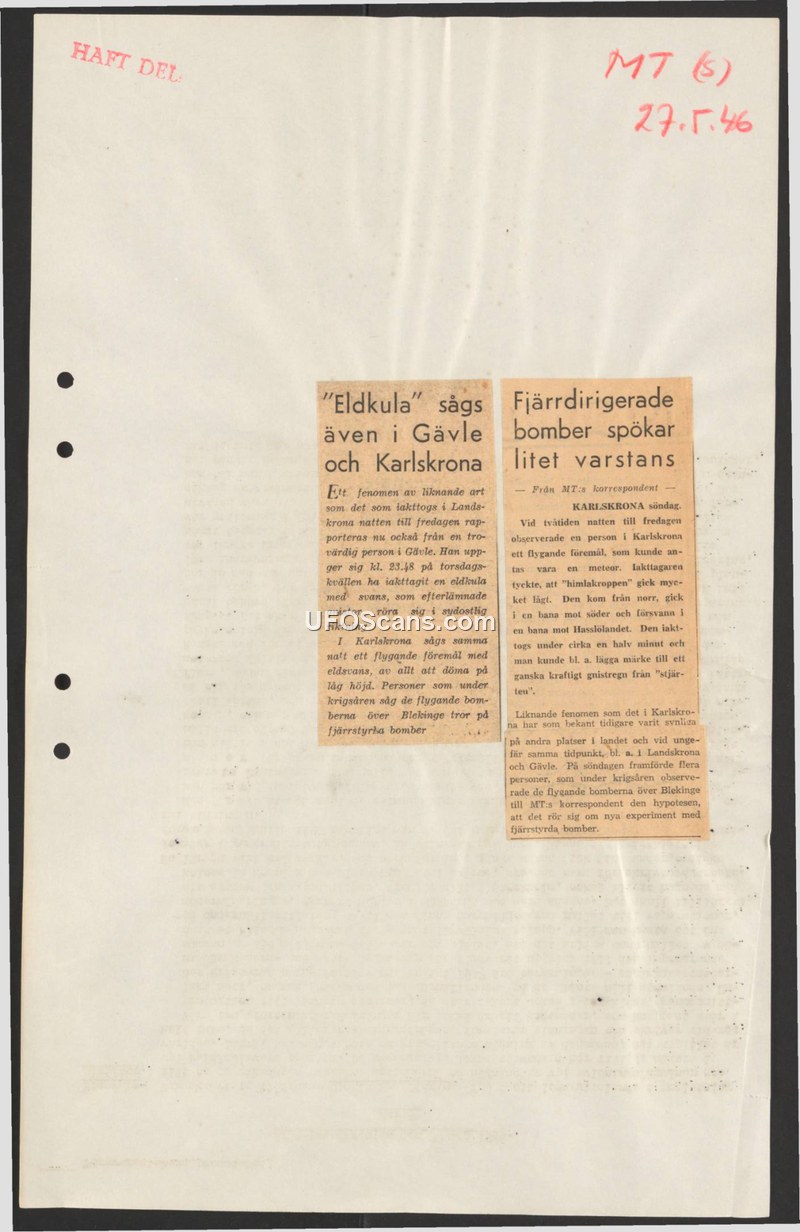 HAFT DEL.
MT (S)
27.5.46
"Eldkula" sågs
även i Gävle
och Karlskrona
Ett fenomen av liknande art
som det som iakttogs i Lands-
krona natten till fredagen rap-
porteras nu också från en tro-
värdig person i Gävle. Han upp-
ger sig kl. 23.48 på torsdags-
kvällen ha iakttagit en eldkula
med svans, som efterlämnade
röra sig i sydostlig
UFOScans.com
I Karlskrona sågs samma
natt ett flygande föremål med
eldsvans, av allt att döma på
låg höjd. Personer som under
krigsåren såg de flygande bom-
berna över Blekinge tror på
fjärrstyrka bomber
Fjärrdirigerade
bomber spökar
litet varstans
— Från MT:s korrespondent —
KARLSKRONA söndag.
Vid tvåtiden natten till fredagen
observerade en person i Karlskrona
ett flygande föremål, som kunde an-
tas vara en meteor. Iakttagaren
tyckte, att "himlakroppen" gick myc-
ket lågt. Den kom från norr, gick
i en bana mot söder och försvann i
en bana mot Hasslölandet. Den iakt-
togs under cirka en halv minut och
man kunde bl. a. lägga märke till ett
ganska kraftigt gnistregn från "stjär-
ten".
Liknande fenomen som det i Karlskro-
na har som bekant tidigare varit synliga
på andra platser i landet och vid unge-
fär samma tidpunkt, bl. a. i Landskrona
och Gävle. På söndagen framförde flera
personer, som under krigsåren observe-
rade de flygande bomberna över Blekinge
till MT:s korrespondent den hypotesen,
att det rör sig om nya experiment med
fjärrstyrda bomber.